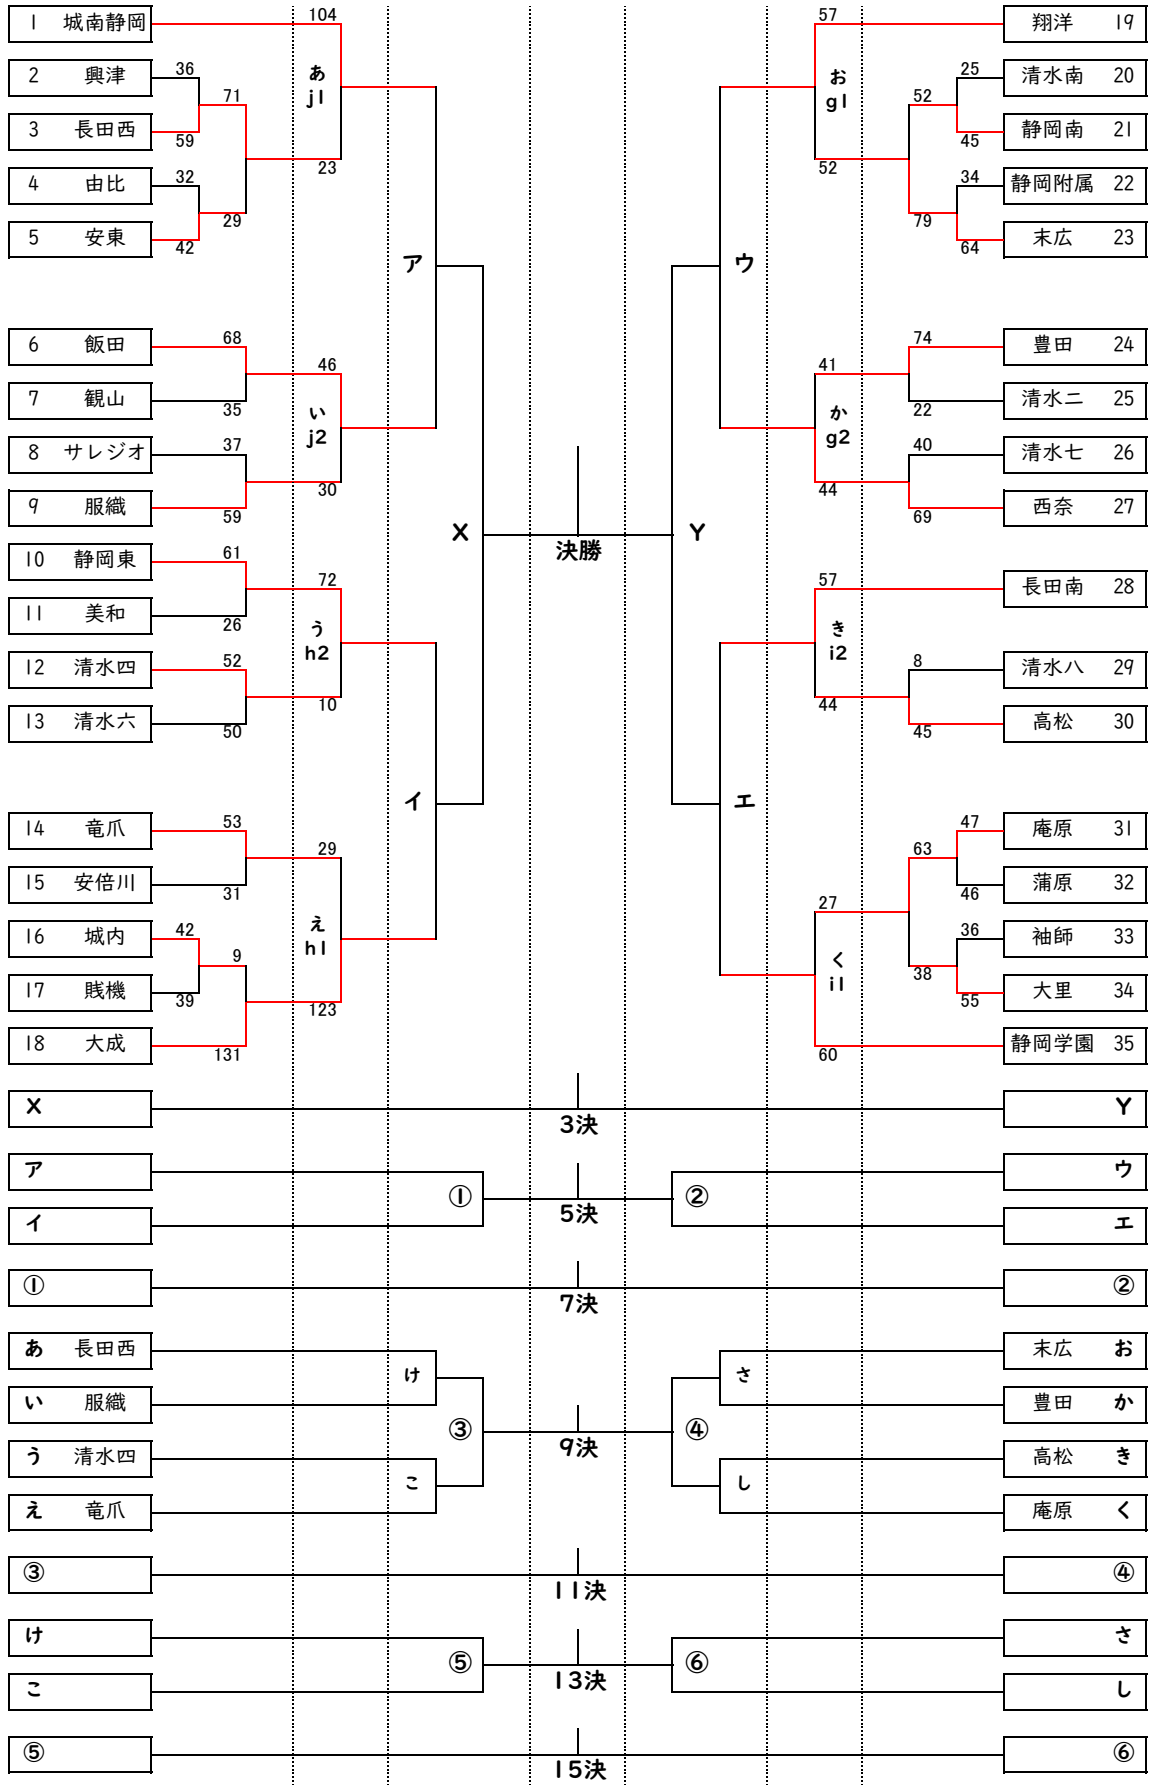 1 城南静岡 104 57 翔洋 19
2 興津 36 あ お 25 清水南 20
71 j1 g1 52
3 長田西 59 45 静岡南 21
4 由比 32 23 52 34 静岡附属 22
29 79
5 安東 42 64 末広 23
ア ウ
6 飯田 68 74 豊田 24
46 41
7 観山 35 い か 22 清水二 25
j2 g2
8 サレジオ 37 40 清水七 26
30 44
9 服織 59 69 西奈 27
X 決勝 Y
10 静岡東 61
72 57 長田南 28
11 美和 26 う き
h2 i2
12 清水四 52 8 清水八 29
10 44
13 清水六 50 45 高松 30
イ エ
14 竜爪 53 47 庵原 31
29 63
15 安倍川 31 46 蒲原 32
27
16 城内 42 え 36 袖師 33
9 h1 く 38
17 賎機 39 i1 55 大里 34
123
18 大成 131 60 静岡学園 35
X 3決 Y
ア ウ
① 5決 ②
イ エ
① 7決 ②
あ 長田西 末広 お
け さ
い 服織 豊田 か
③ 9決 ④
う 清水四 高松 き
こ し
え 竜爪 庵原 く
③ 11決 ④
け さ
⑤ 13決 ⑥
こ し
⑤ 15決 ⑥